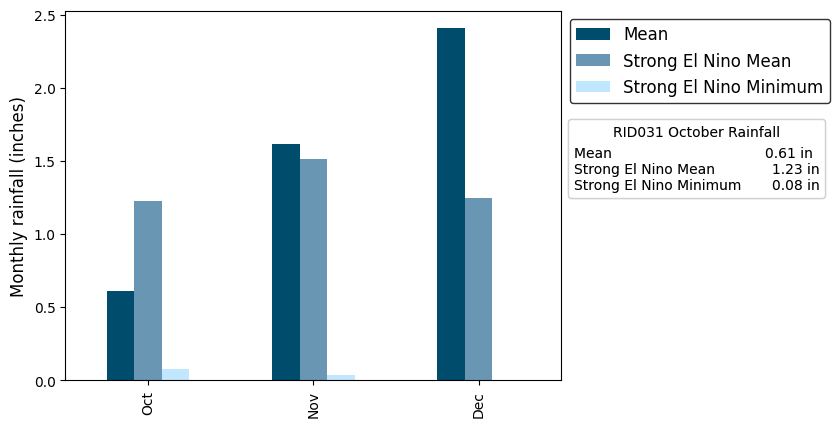 2.5
2.0
1.5
1.0
0.5
0.0
Monthly rainfall (inches)
Oct
Nov
Dec
Mean
Strong El Nino Mean
Strong El Nino Minimum
RID031 October Rainfall
Mean 0.61 in
Strong El Nino Mean 1.23 in
Strong El Nino Minimum 0.08 in